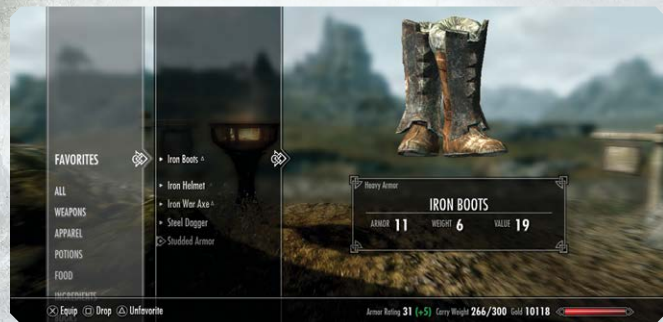 FAVORITES
ALL
WEAPONS
APPAREL
POTIONS
FOOD
INGREDIENTS
Iron Boots
Iron Helmet
Iron War Axe
Steel Dagger
Studded Armor
Heavy Armor
IRON BOOTS
ARMOR 11 WEIGHT 6 VALUE 19
Equip Drop Unfavorite
Armor Rating 31 (+5) Carry Weight 266/300 Gold 10118